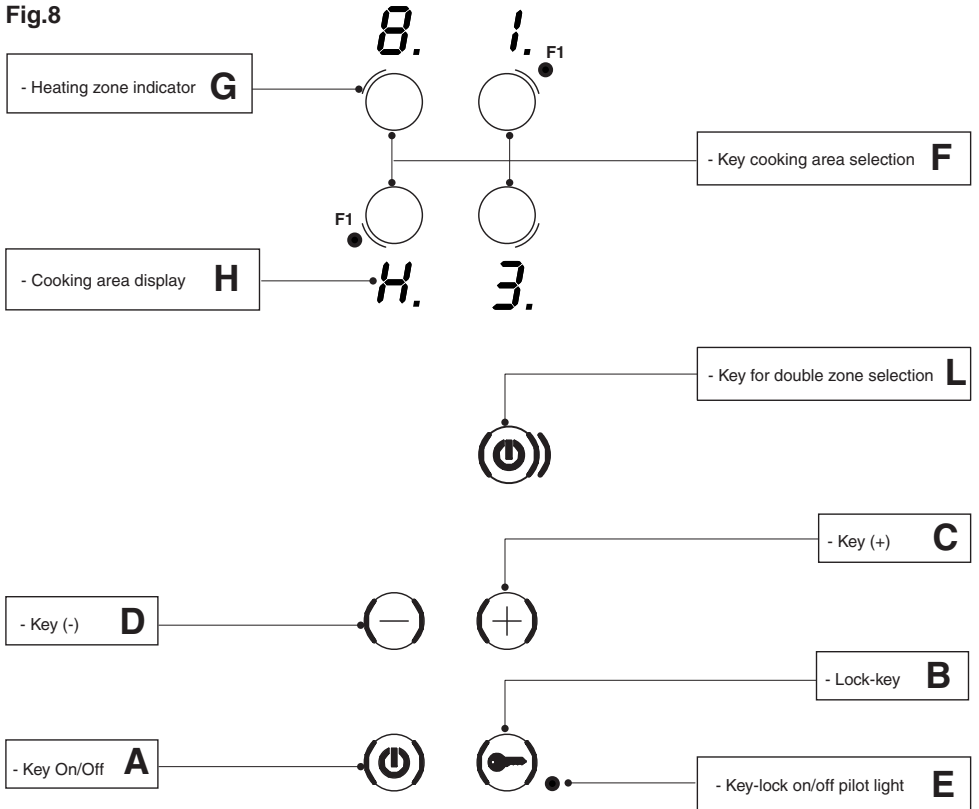 Fig.8
8. 1.
F1
- Heating zone indicator G
- Key cooking area selection F
F1
- Cooking area display H
H. 3.
- Key for double zone selection L
- Key (+) C
- Key (-) D
- Lock-key B
- Key On/Off A
- Key-lock on/off pilot light E